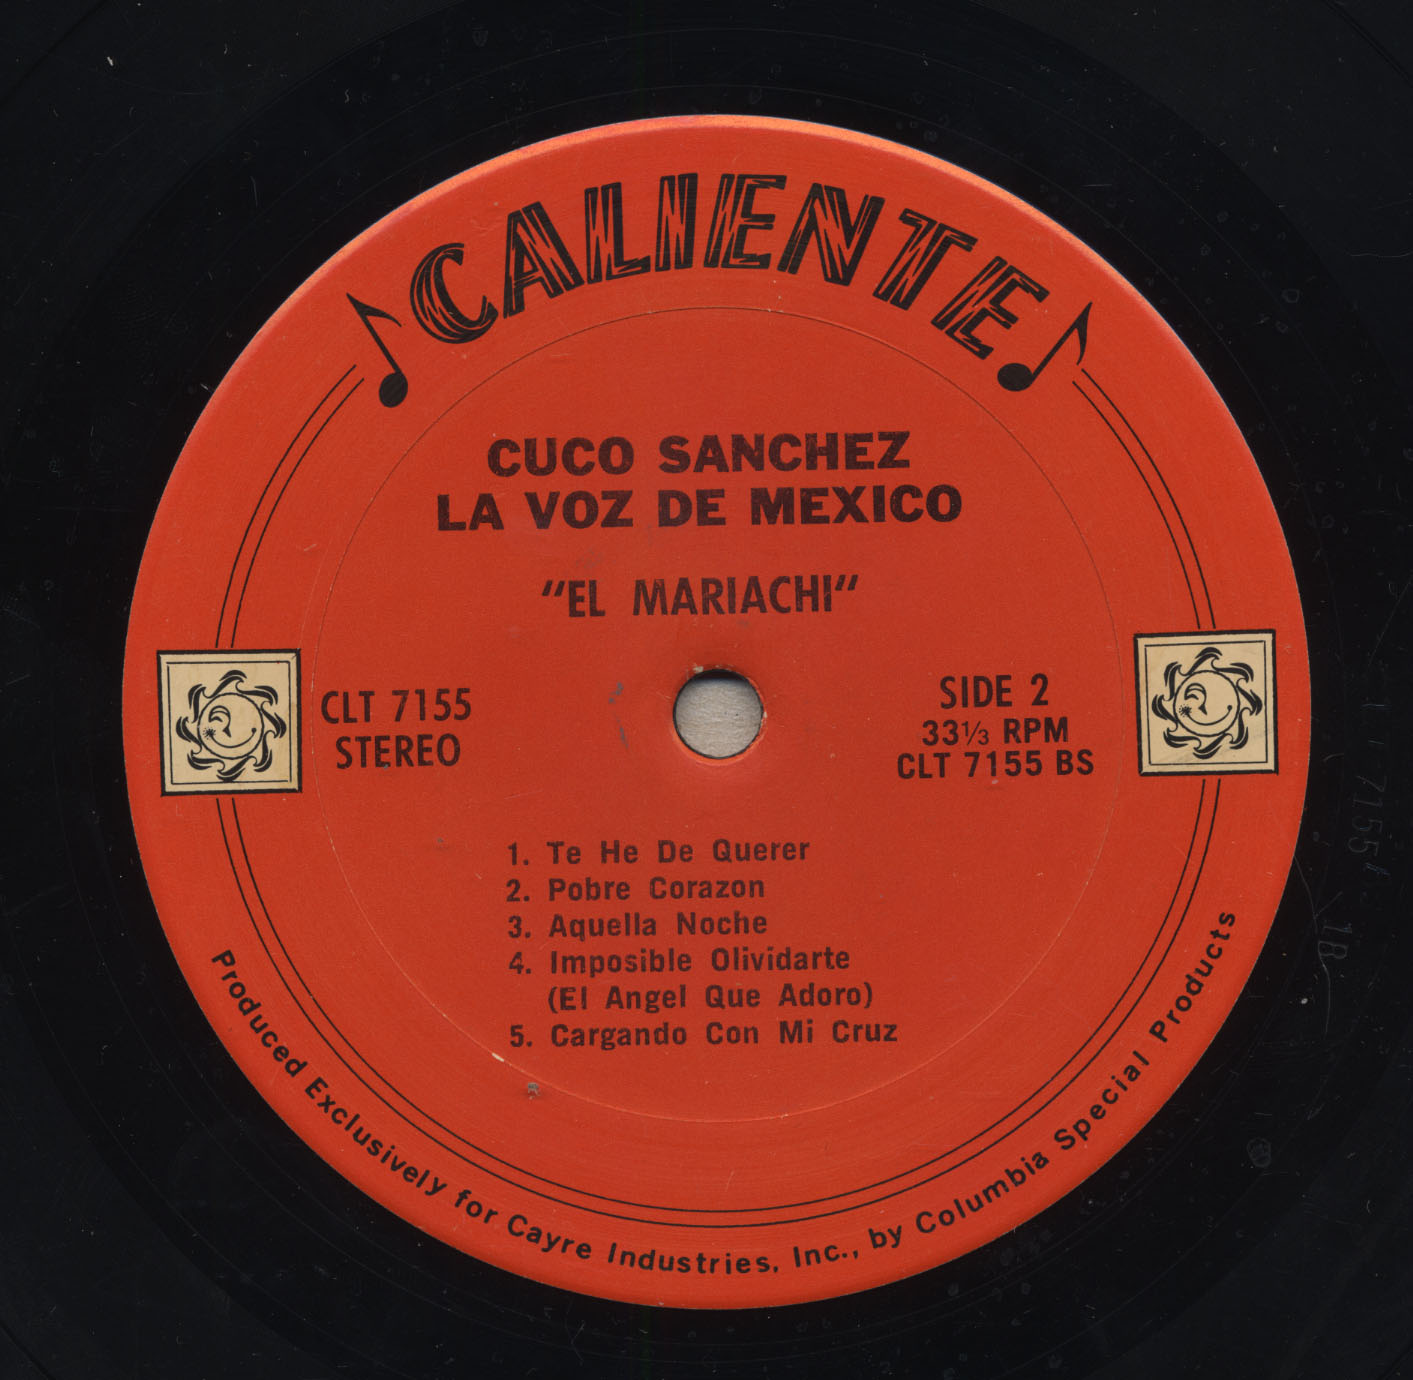 CALIENTE
CUCO SANCHEZ
LA VOZ DE MEXICO
"EL MARIACHI"
CLT 7155
STEREO
SIDE 2
33⅓ RPM
CLT 7155 BS
1. Te He De Querer
2. Pobre Corazon
3. Aquella Noche
4. Imposible Olividarte
(El Angel Que Adoro)
5. Cargando Con Mi Cruz
Produced Exclusively for Cayre Industries, Inc., by Columbia Special Products